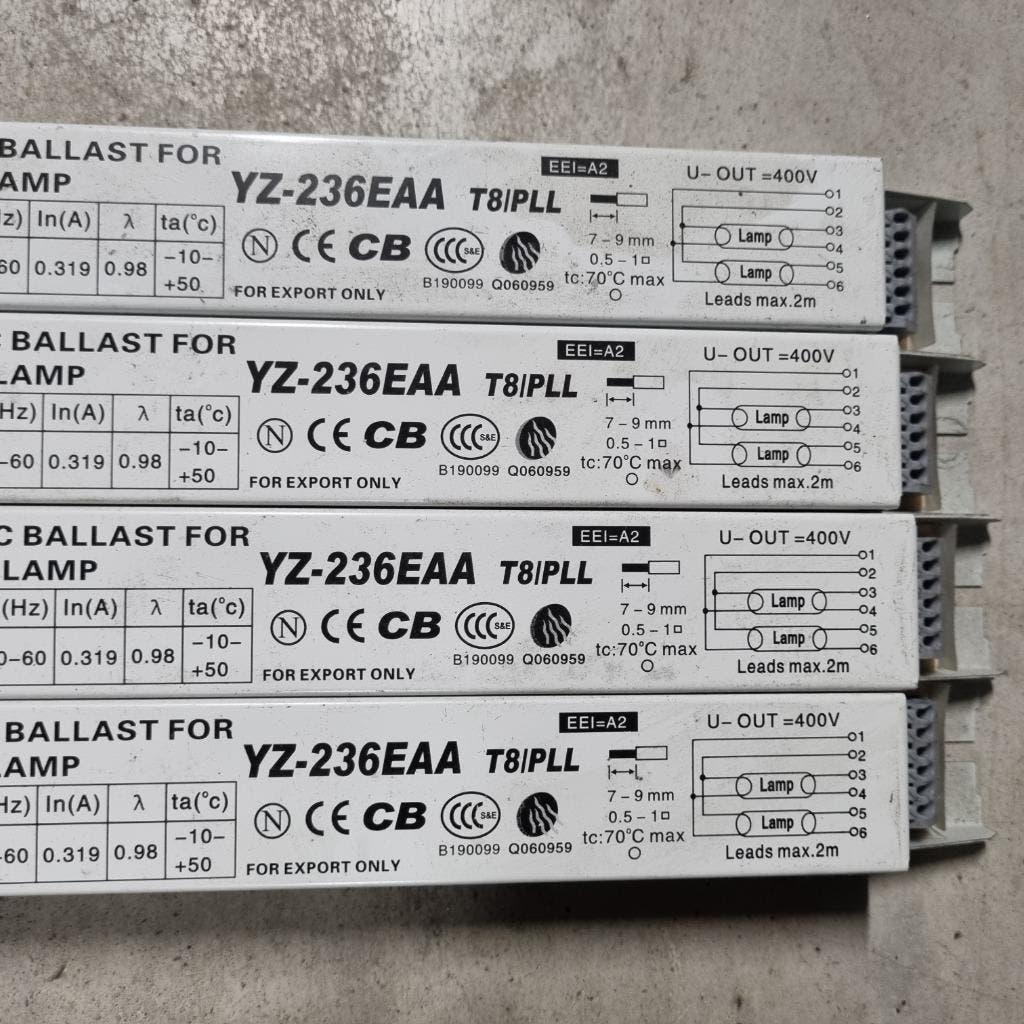 BALLAST FOR
AMP
YZ-236EAA T8/PLL
EEI=A2
U- OUT =400V
z) In(A) λ ta(°c)
60 0.319 0.98 -10-
+50
N CE CB CCC S&E
B190099 Q060959
FOR EXPORT ONLY
7-9 mm
0.5-1□
tc:70°C max
1
2
3
Lamp
4
5
Lamp
6
Leads max.2m
C BALLAST FOR
LAMP
YZ-236EAA T8/PLL
EEI=A2
U- OUT =400V
Hz) In(A) λ ta(°c)
-60 0.319 0.98 -10-
+50
N CE CB CCC S&E
B190099 Q060959
FOR EXPORT ONLY
7-9 mm
0.5-1□
tc:70°C max
1
2
3
Lamp
4
5
Lamp
6
Leads max.2m
C BALLAST FOR
LAMP
YZ-236EAA T8/PLL
EEI=A2
U- OUT =400V
(Hz) In(A) λ ta(°c)
0-60 0.319 0.98 -10-
+50
N CE CB CCC S&E
B190099 Q060959
FOR EXPORT ONLY
7-9 mm
0.5-1□
tc:70°C max
1
2
3
Lamp
4
5
Lamp
6
Leads max.2m
BALLAST FOR
AMP
YZ-236EAA T8/PLL
EEI=A2
U- OUT =400V
Hz) In(A) λ ta(°c)
-60 0.319 0.98 -10-
+50
N CE CB CCC S&E
B190099 Q060959
FOR EXPORT ONLY
7-9 mm
0.5-1□
tc:70°C max
1
2
3
Lamp
4
5
Lamp
6
Leads max.2m